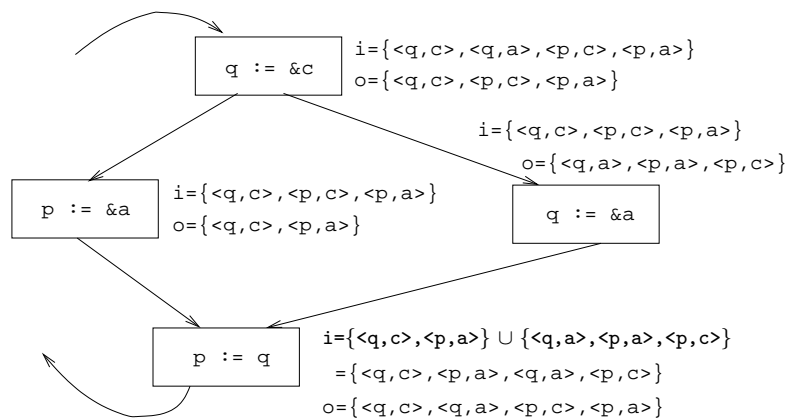 q := &c
i={<q,c>,<q,a>,<p,c>,<p,a>}
o={<q,c>,<p,c>,<p,a>}
i={<q,c>,<p,c>,<p,a>}
o={<q,a>,<p,a>,<p,c>}
p := &a
i={<q,c>,<p,c>,<p,a>}
o={<q,c>,<p,a>}
q := &a
p := q
i={<q,c>,<p,a>} ∪ {<q,a>,<p,a>,<p,c>}
={<q,c>,<p,a>,<q,a>,<p,c>}
o={<q,c>,<q,a>,<p,c>,<p,a>}